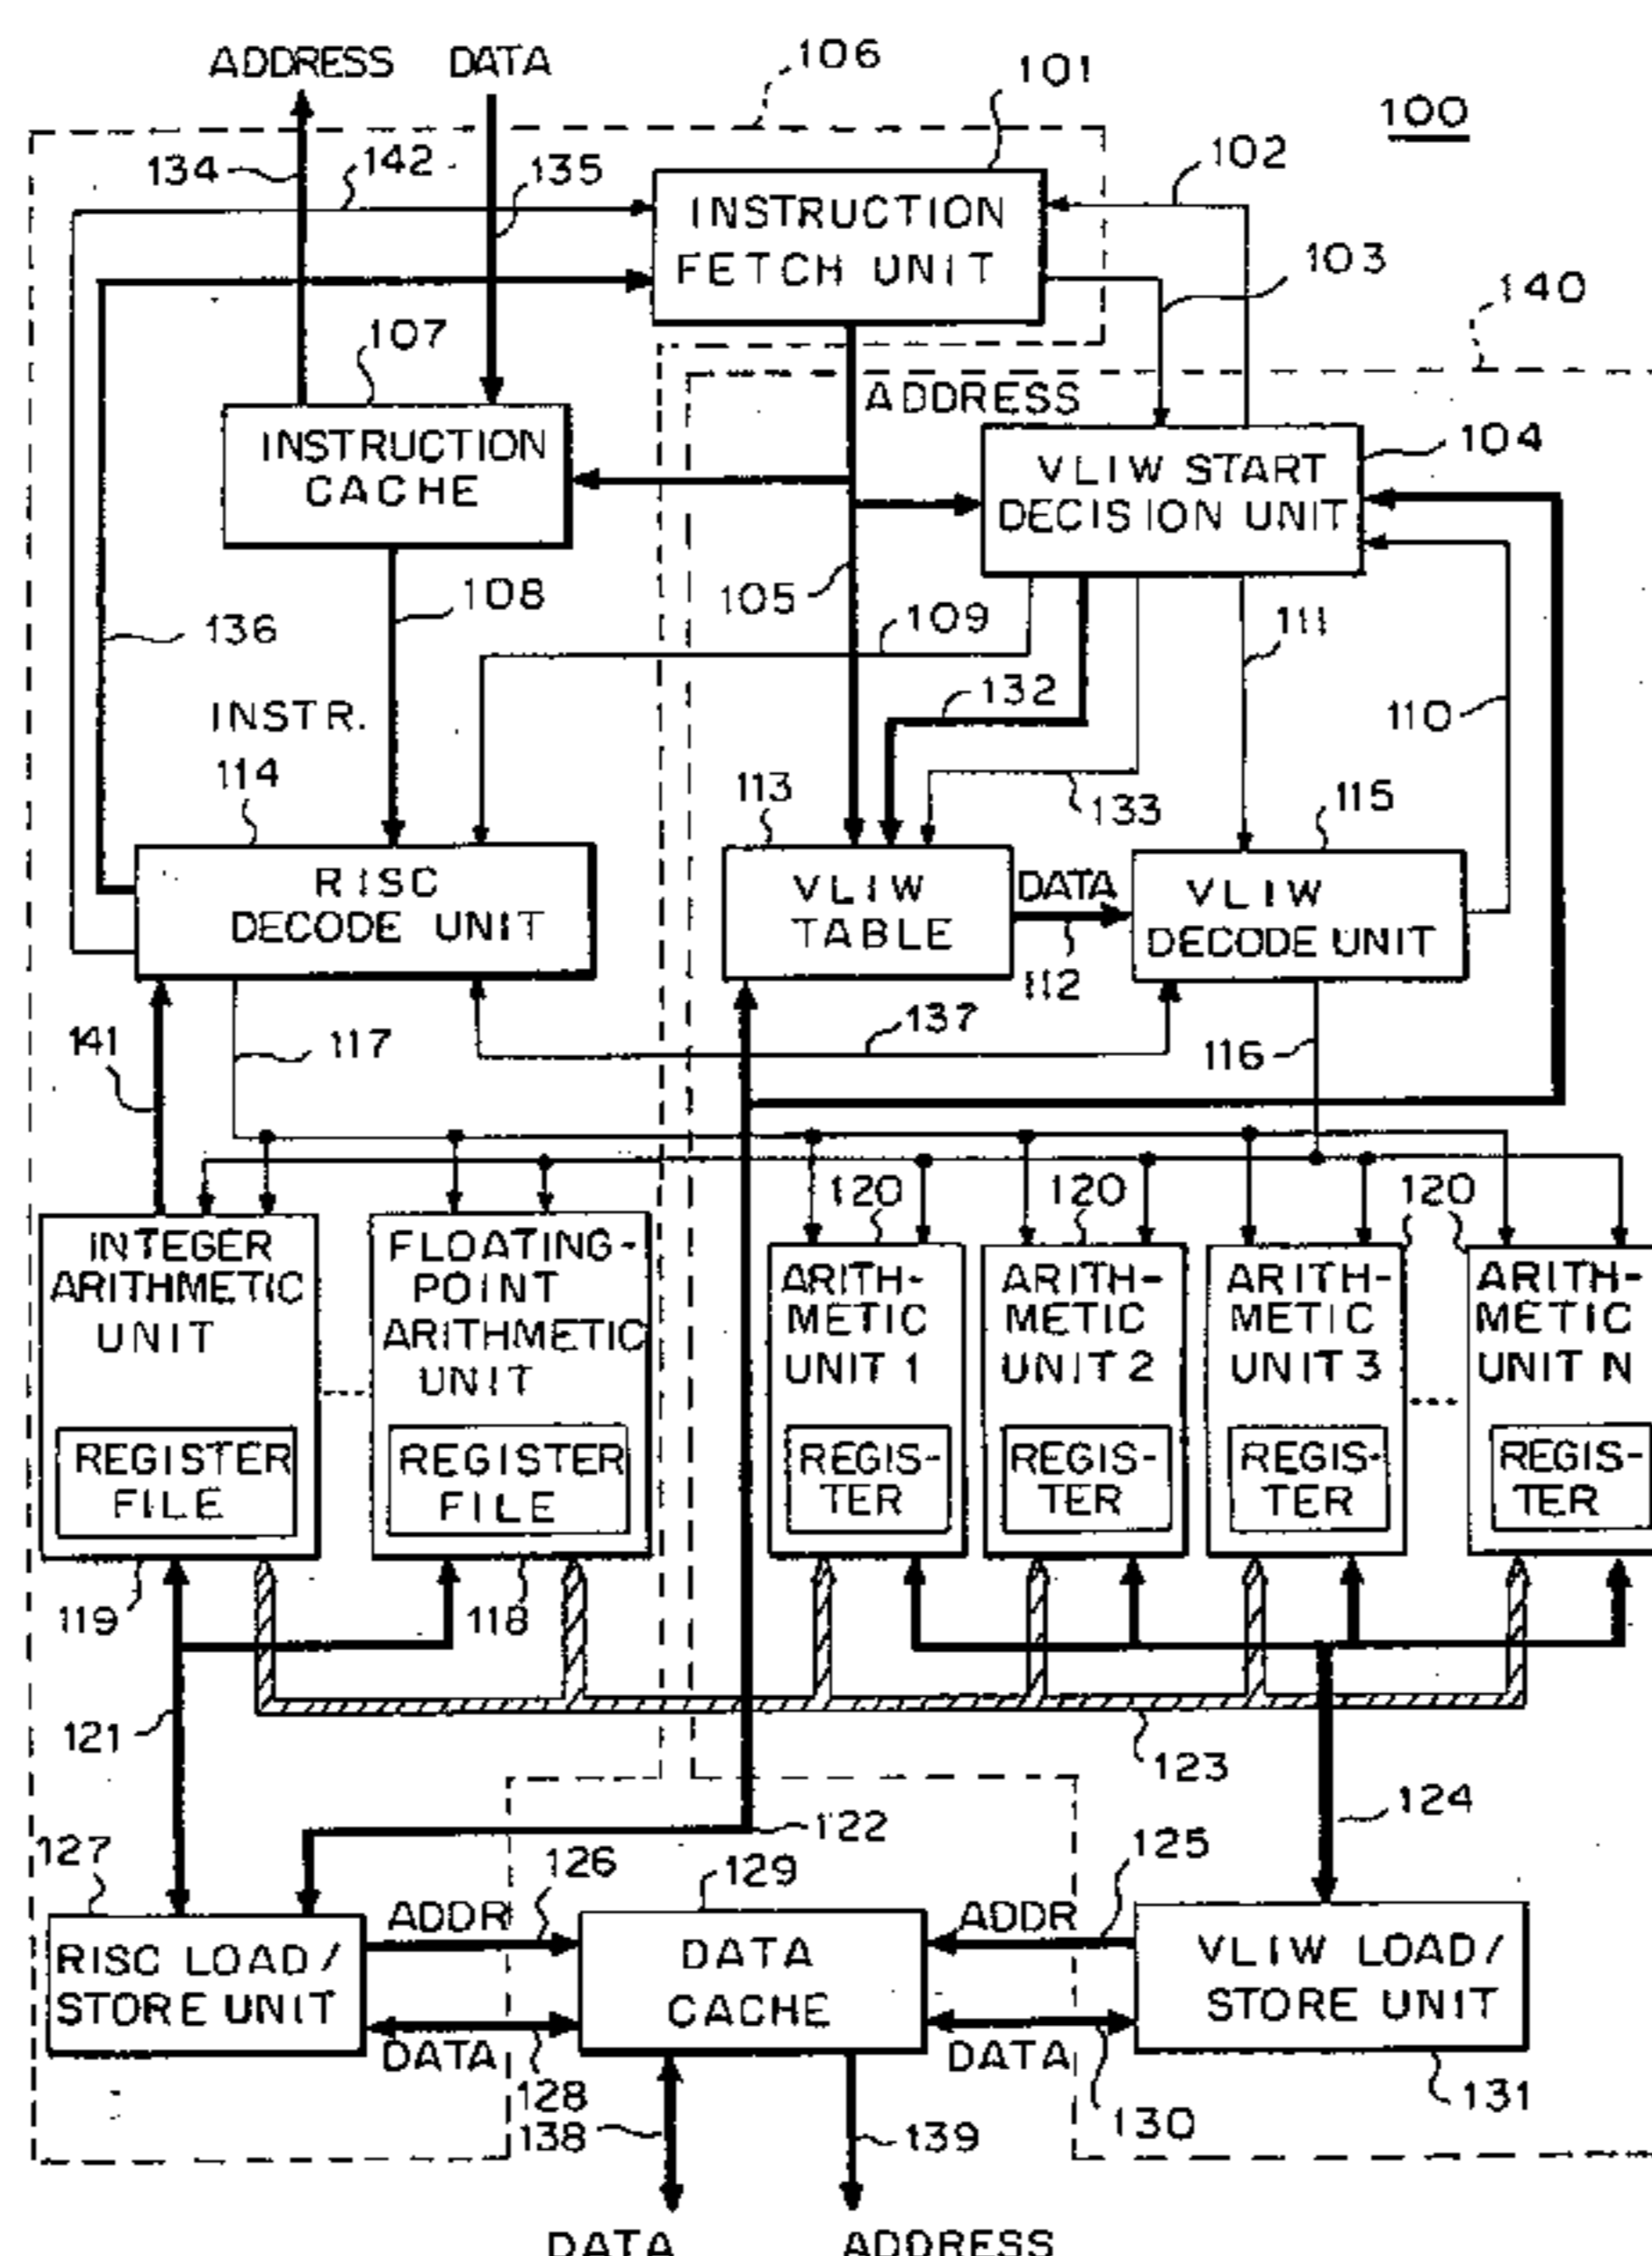 ADDRESS
DATA
106
101
100
134
142
135
102
INSTRUCTION
FETCH UNIT
103
140
107
ADDRESS
INSTRUCTION
CACHE
VLIW START
DECISION UNIT
104
105
108
109
111
136
132
110
INSTR.
114
113
133
115
RISC
DECODE UNIT
VLIW
TABLE
DATA
112
VLIW
DECODE UNIT
141
117
137
116
120
120
120
INTEGER
ARITHMETIC
UNIT
FLOATING-
POINT
ARITHMETIC
UNIT
ARITH-
METIC
UNIT 1
ARITH-
METIC
UNIT 2
ARITH-
METIC
UNIT 3
ARITH-
METIC
UNIT N
REGISTER
FILE
REGISTER
FILE
REGIS-
TER
REGIS-
TER
REGIS-
TER
REGIS-
TER
119
118
121
123
124
127
122
126
129
125
ADDR
ADDR
RISC LOAD/
STORE UNIT
DATA
CACHE
VLIW LOAD/
STORE UNIT
DATA
DATA
128
138
139
130
131
DATA
ADDRESS